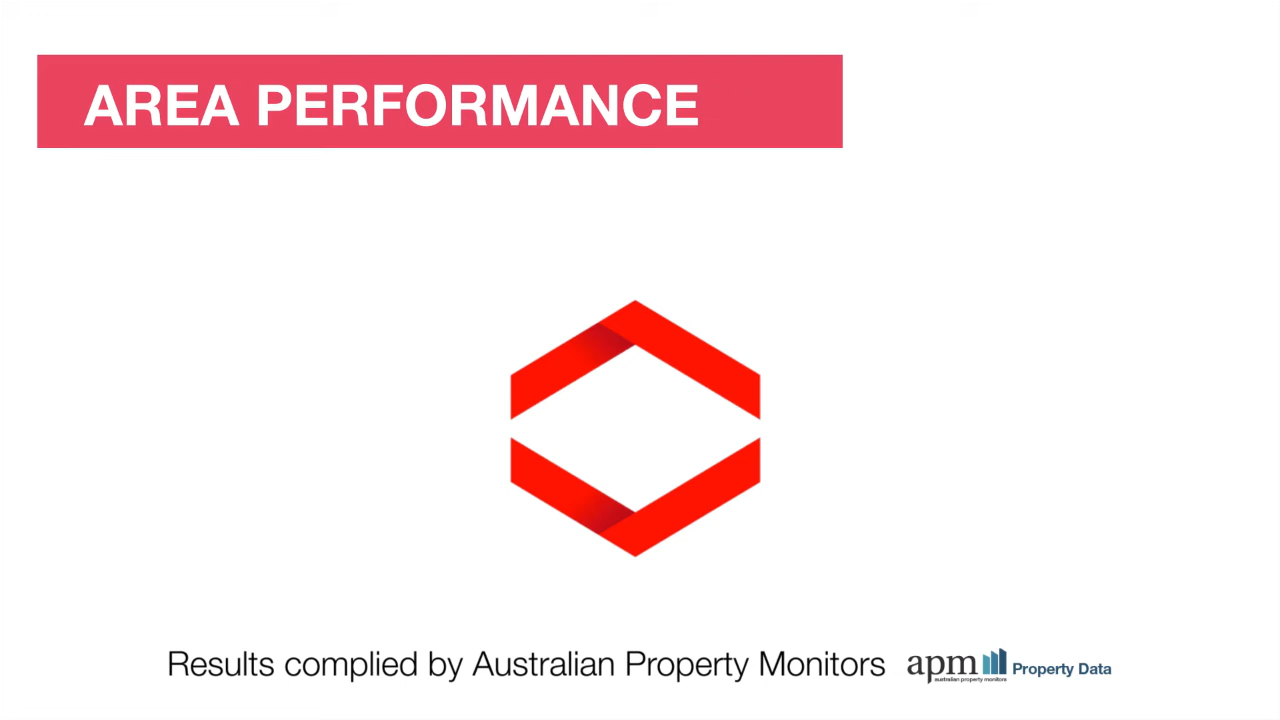 AREA PERFORMANCE
Results complied by Australian Property Monitors
apm
australian property monitors
Property Data